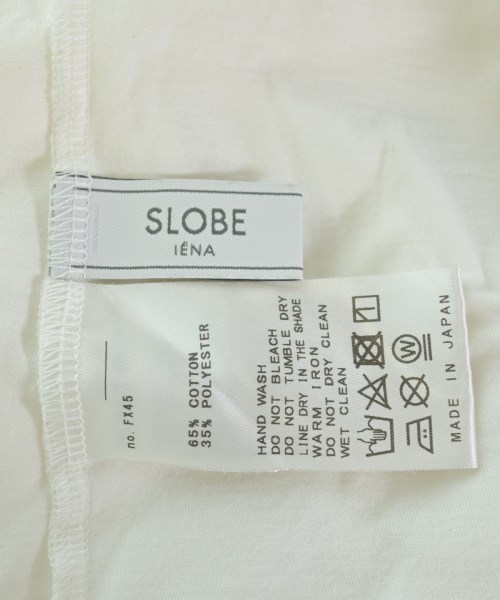 SLOBE
IÉNA
no. FX45
65% COTTON
35% POLYESTER
HAND WASH
DO NOT BLEACH
DO NOT TUMBLE DRY
LINE DRY IN THE SHADE
WARM IRON
DO NOT DRY CLEAN
WET CLEAN
W
MADE IN JAPAN